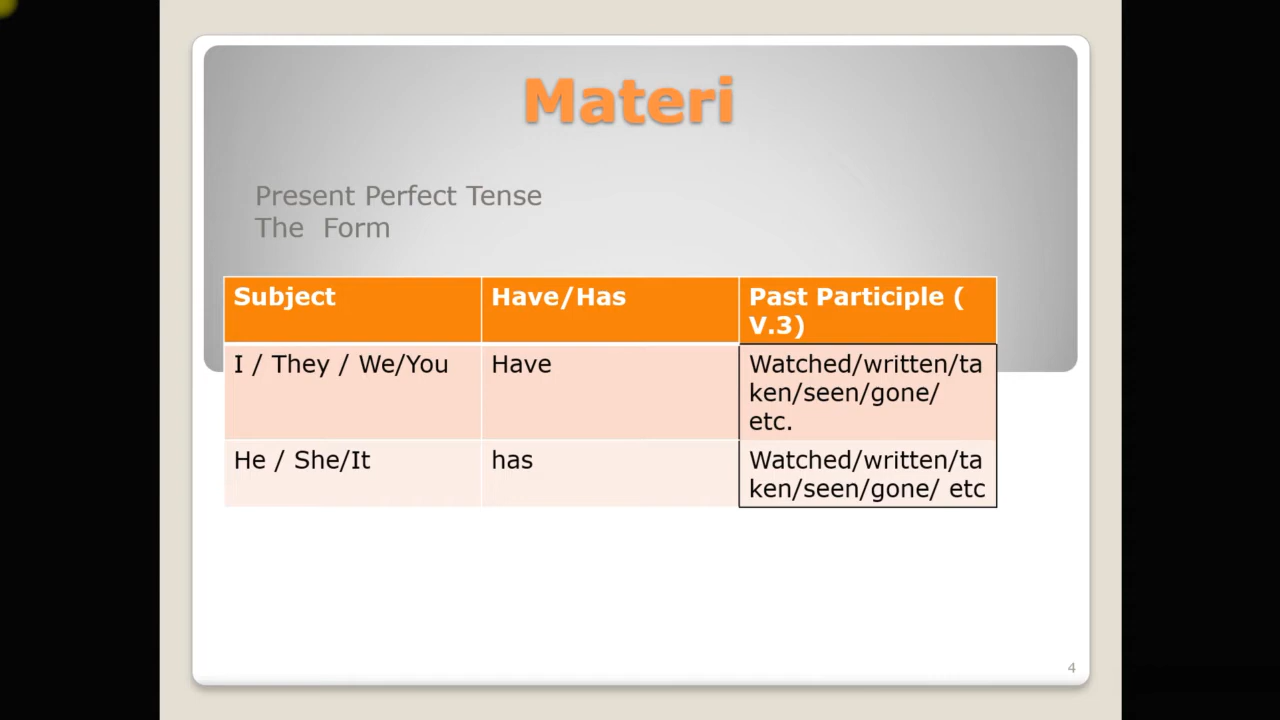 Materi
Present Perfect Tense
The Form
Subject
Have/Has
Past Participle (
V.3)
I / They / We/You
Have
Watched/written/ta
ken/seen/gone/
etc.
He / She/It
has
Watched/written/ta
ken/seen/gone/ etc
4